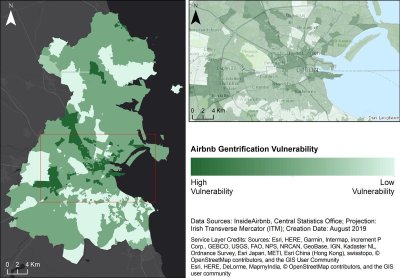 N
N
0 2 4 Km
0 2 4 Km
Airbnb Gentrification Vulnerability
High
Vulnerability
Low
Vulnerability
Data Sources: InsideAirbnb, Central Statistics Office; Projection:
Irish Transverse Mercator (ITM); Creation Date: August 2019
Service Layer Credits: Sources: Esri, HERE, Garmin, Intermap, increment P
Corp., GEBCO, USGS, FAO, NPS, NRCAN, GeoBase, IGN, Kadaster NL,
Ordnance Survey, Esri Japan, METI, Esri China (Hong Kong), swisstopo, ©
OpenStreetMap contributors, and the GIS User Community
Esri, HERE, DeLorme, MapmyIndia, © OpenStreetMap contributors, and the GIS
user community